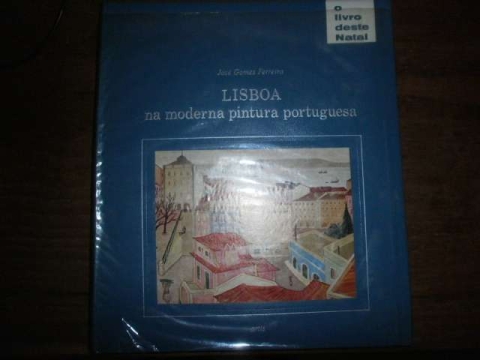 o
livro
deste
Natal
José Gomes Ferreira
LISBOA
na moderna pintura portuguesa